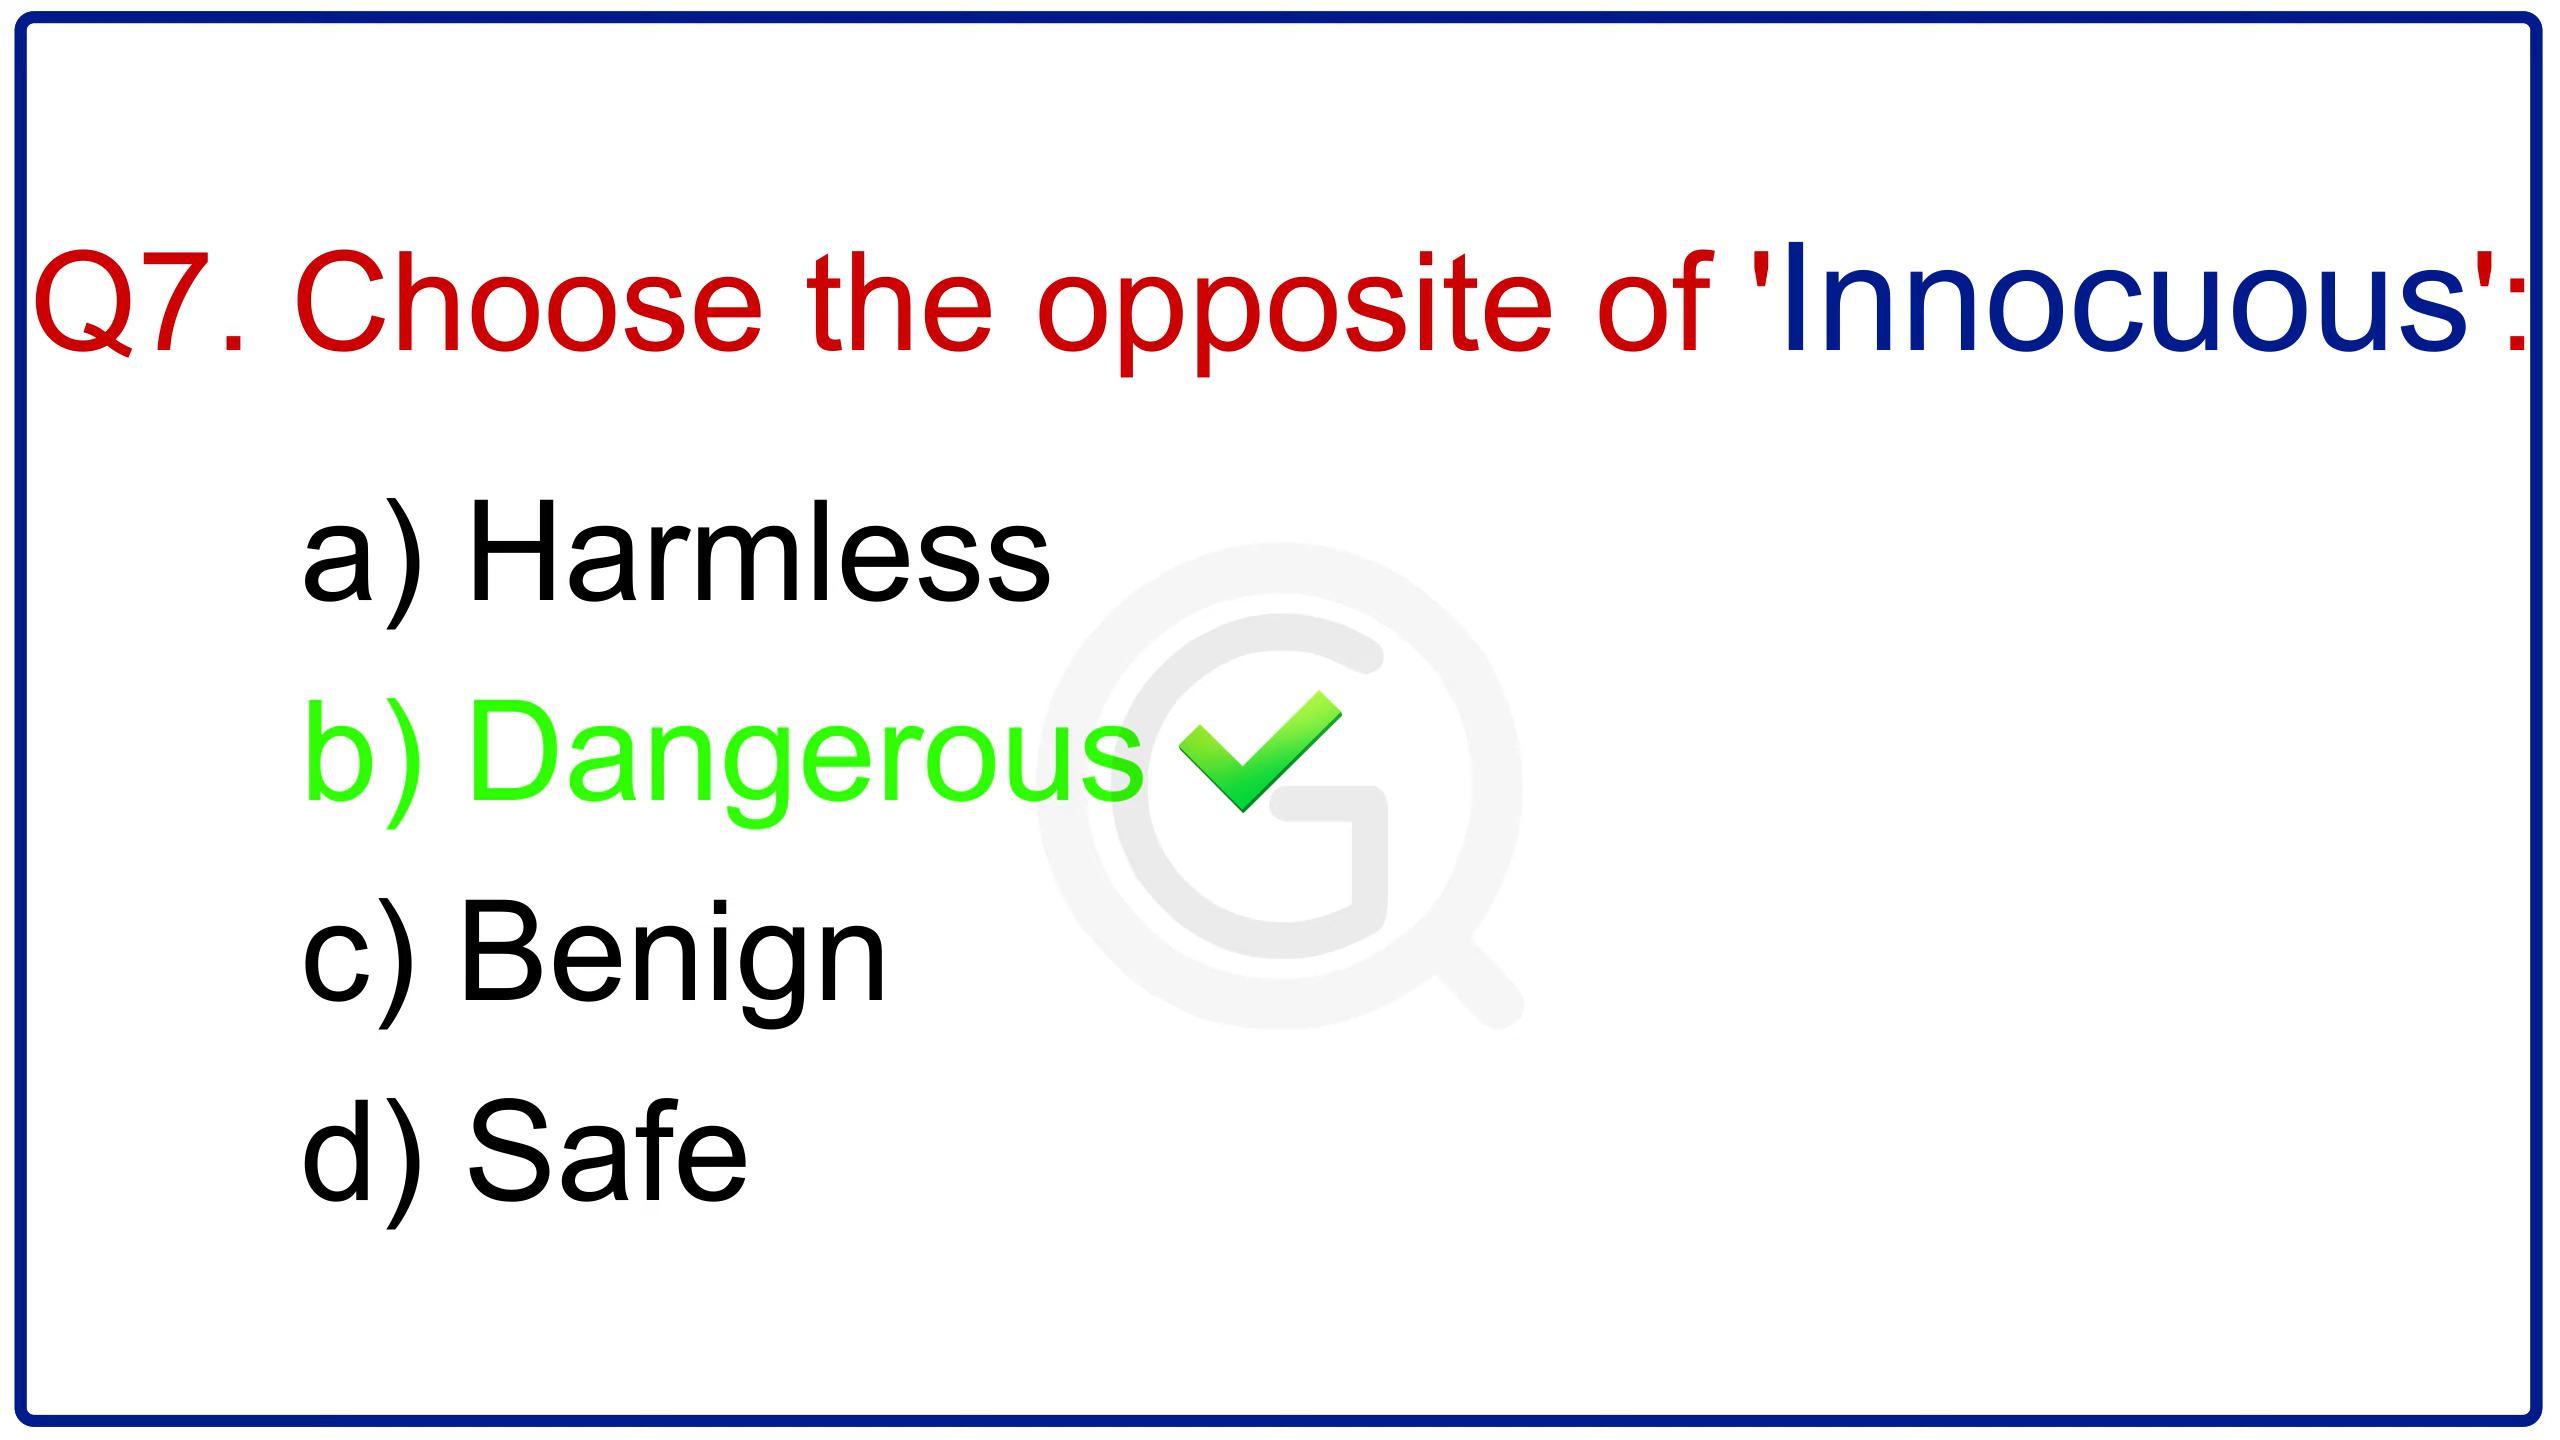 Q7. Choose the opposite of 'Innocuous':
a) Harmless
b) Dangerous
c) Benign
d) Safe